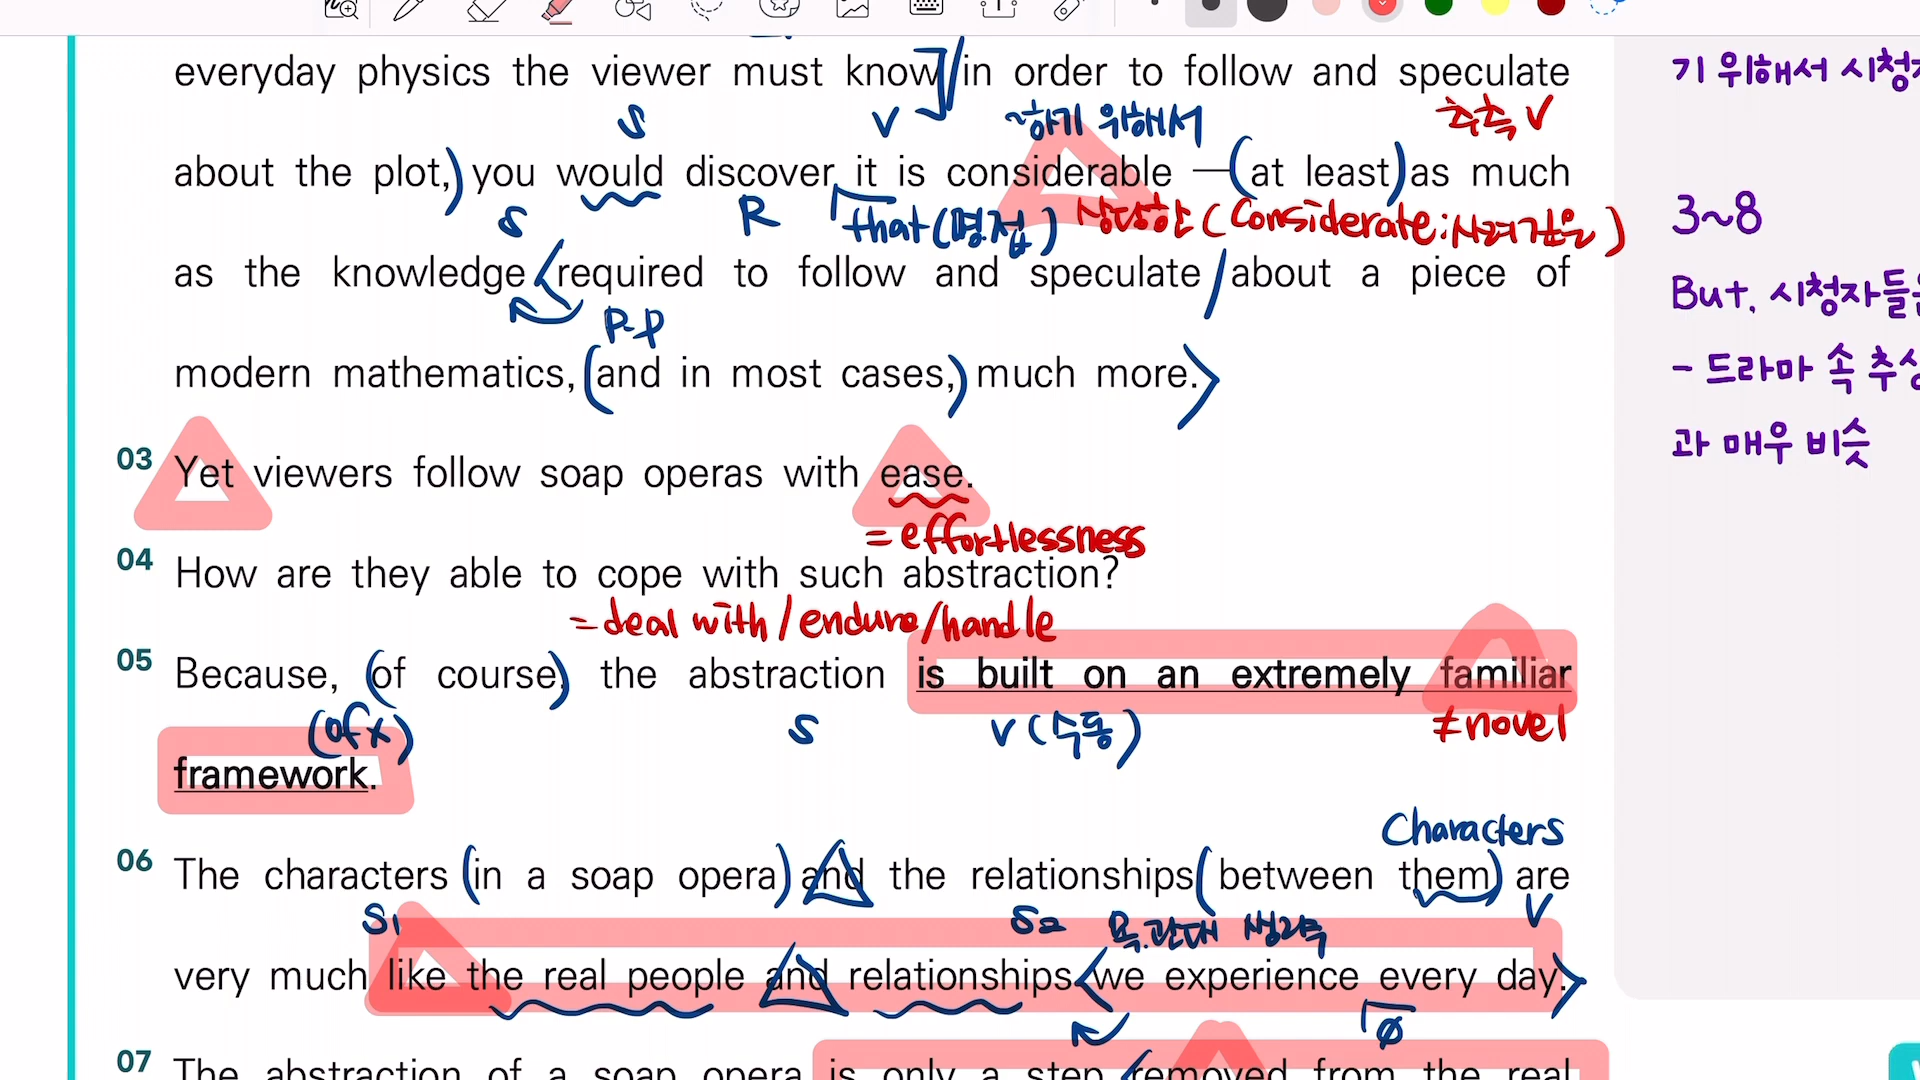 everyday physics the viewer must know in order to follow and speculate
S V ~하기 위해서 추측 V
about the plot, you would discover it is considerable —(at least) as much
S R that(명.접) 상당한 (Considerate:사려깊은)
as the knowledge required to follow and speculate / about a piece of
P.P
modern mathematics, (and in most cases,) much more.
03 Yet viewers follow soap operas with ease.
= effortlessness
04 How are they able to cope with such abstraction?
= deal with / endure / handle
05 Because, (of course) the abstraction is built on an extremely familiar
(of x) S V (수동) ≠ novel
framework.
Characters
06 The characters (in a soap opera) and the relationships (between them) are
S1 S2 목.관대 생략 V
very much like the real people and relationships <we experience every day.>
ø
07 The abstraction of a soap opera is only a step removed from the real
기 위해서 시청
3~8
But, 시청자들은
- 드라마 속 추상
과 매우 비슷